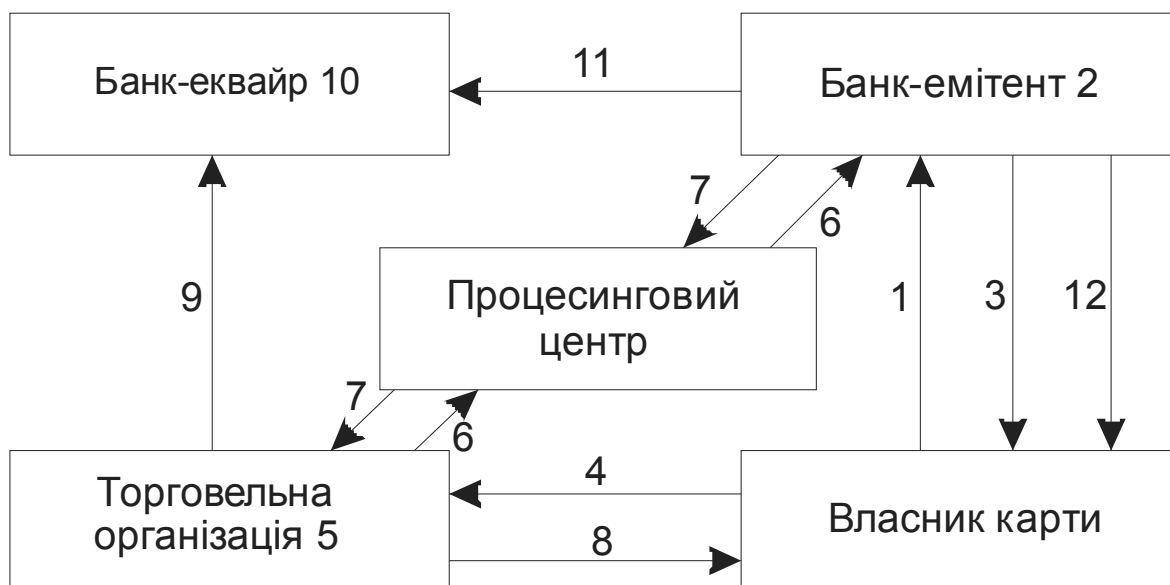 Банк-еквайр 10
11
Банк-емітент 2
7
6
9
Процесинговий
центр
1
3
12
7
6
Торговельна
організація 5
4
8
Власник карти